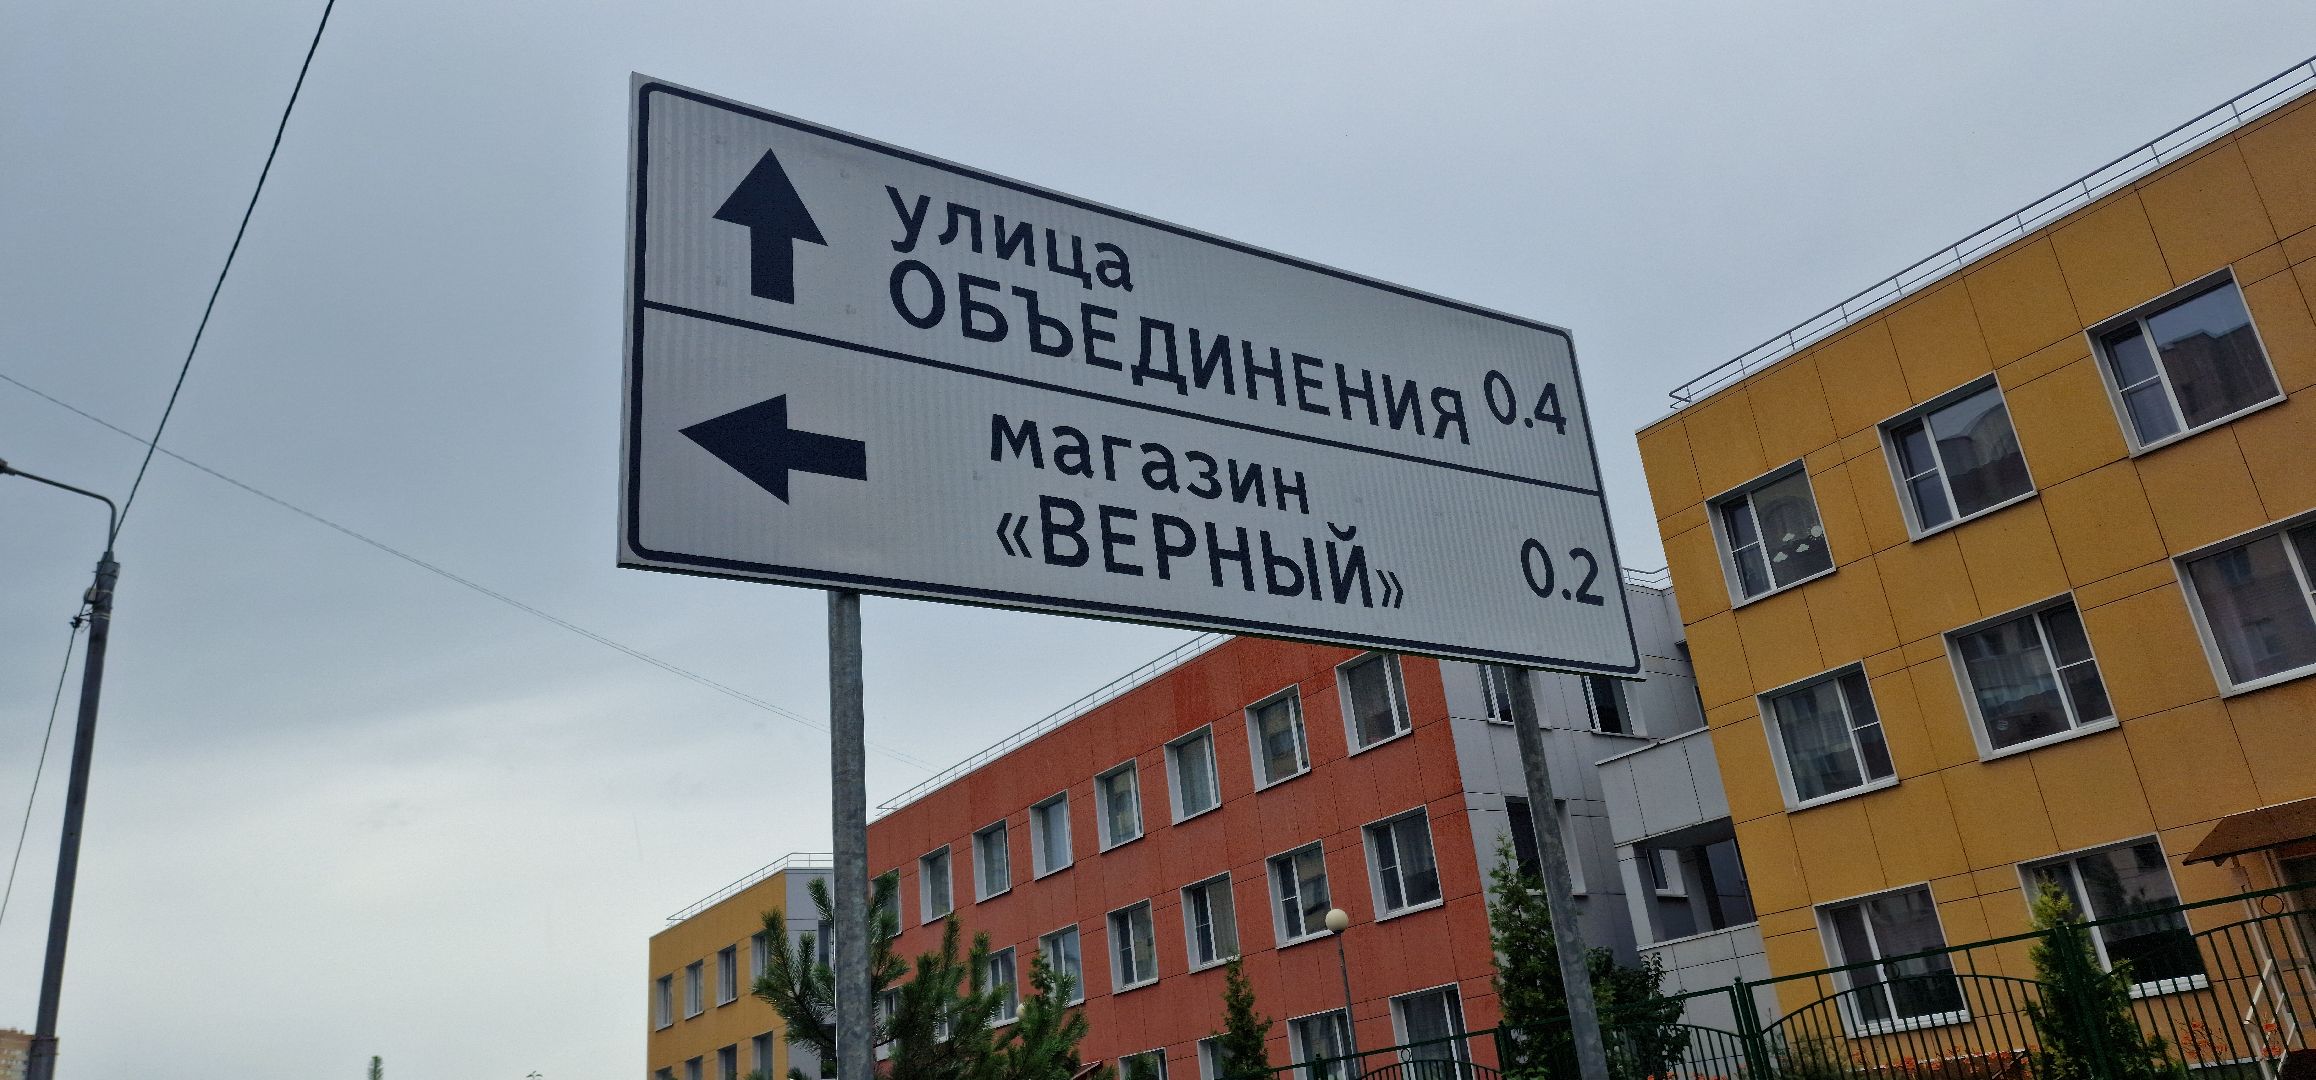 улица
ОБЪЕДИНЕНИЯ 0.4
магазин
«ВЕРНЫЙ» 0.2